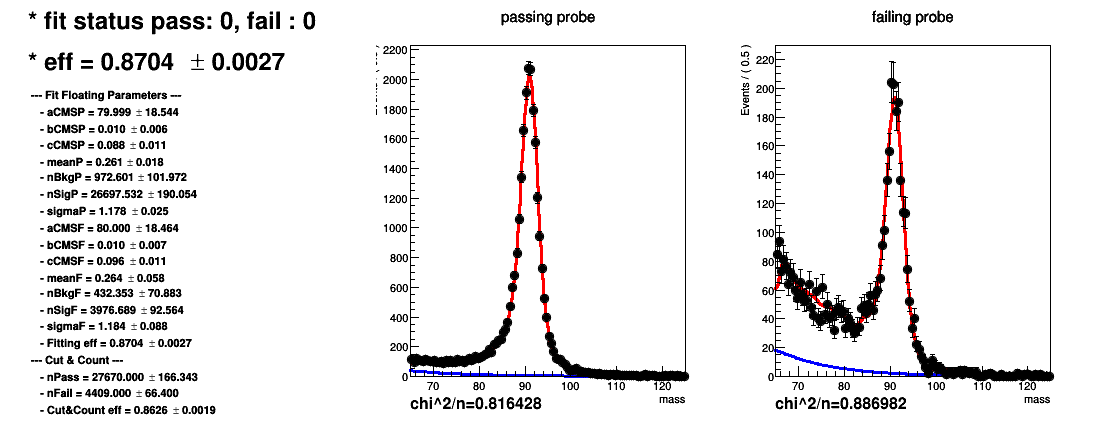 * fit status pass: 0, fail : 0
* eff = 0.8704 ± 0.0027
--- Fit Floating Parameters ---
- aCMSP = 79.999 ± 18.544
- bCMSP = 0.010 ± 0.006
- cCMSP = 0.088 ± 0.011
- meanP = 0.261 ± 0.018
- nBkgP = 972.601 ± 101.972
- nSigP = 26697.532 ± 190.054
- sigmaP = 1.178 ± 0.025
- aCMSF = 80.000 ± 18.464
- bCMSF = 0.010 ± 0.007
- cCMSF = 0.096 ± 0.011
- meanF = 0.264 ± 0.058
- nBkgF = 432.353 ± 70.883
- nSigF = 3976.689 ± 92.564
- sigmaF = 1.184 ± 0.088
- Fitting eff = 0.8704 ± 0.0027
--- Cut & Count ---
- nPass = 27670.000 ± 166.343
- nFail = 4409.000 ± 66.400
- Cut&Count eff = 0.8626 ± 0.0019
passing probe
2200
2000
1800
1600
1400
1200
1000
800
600
400
200
0
70 80 90 100 110 120
mass
chi^2/n=0.816428
failing probe
Events / ( 0.5 )
220
200
180
160
140
120
100
80
60
40
20
0
70 80 90 100 110 120
mass
chi^2/n=0.886982